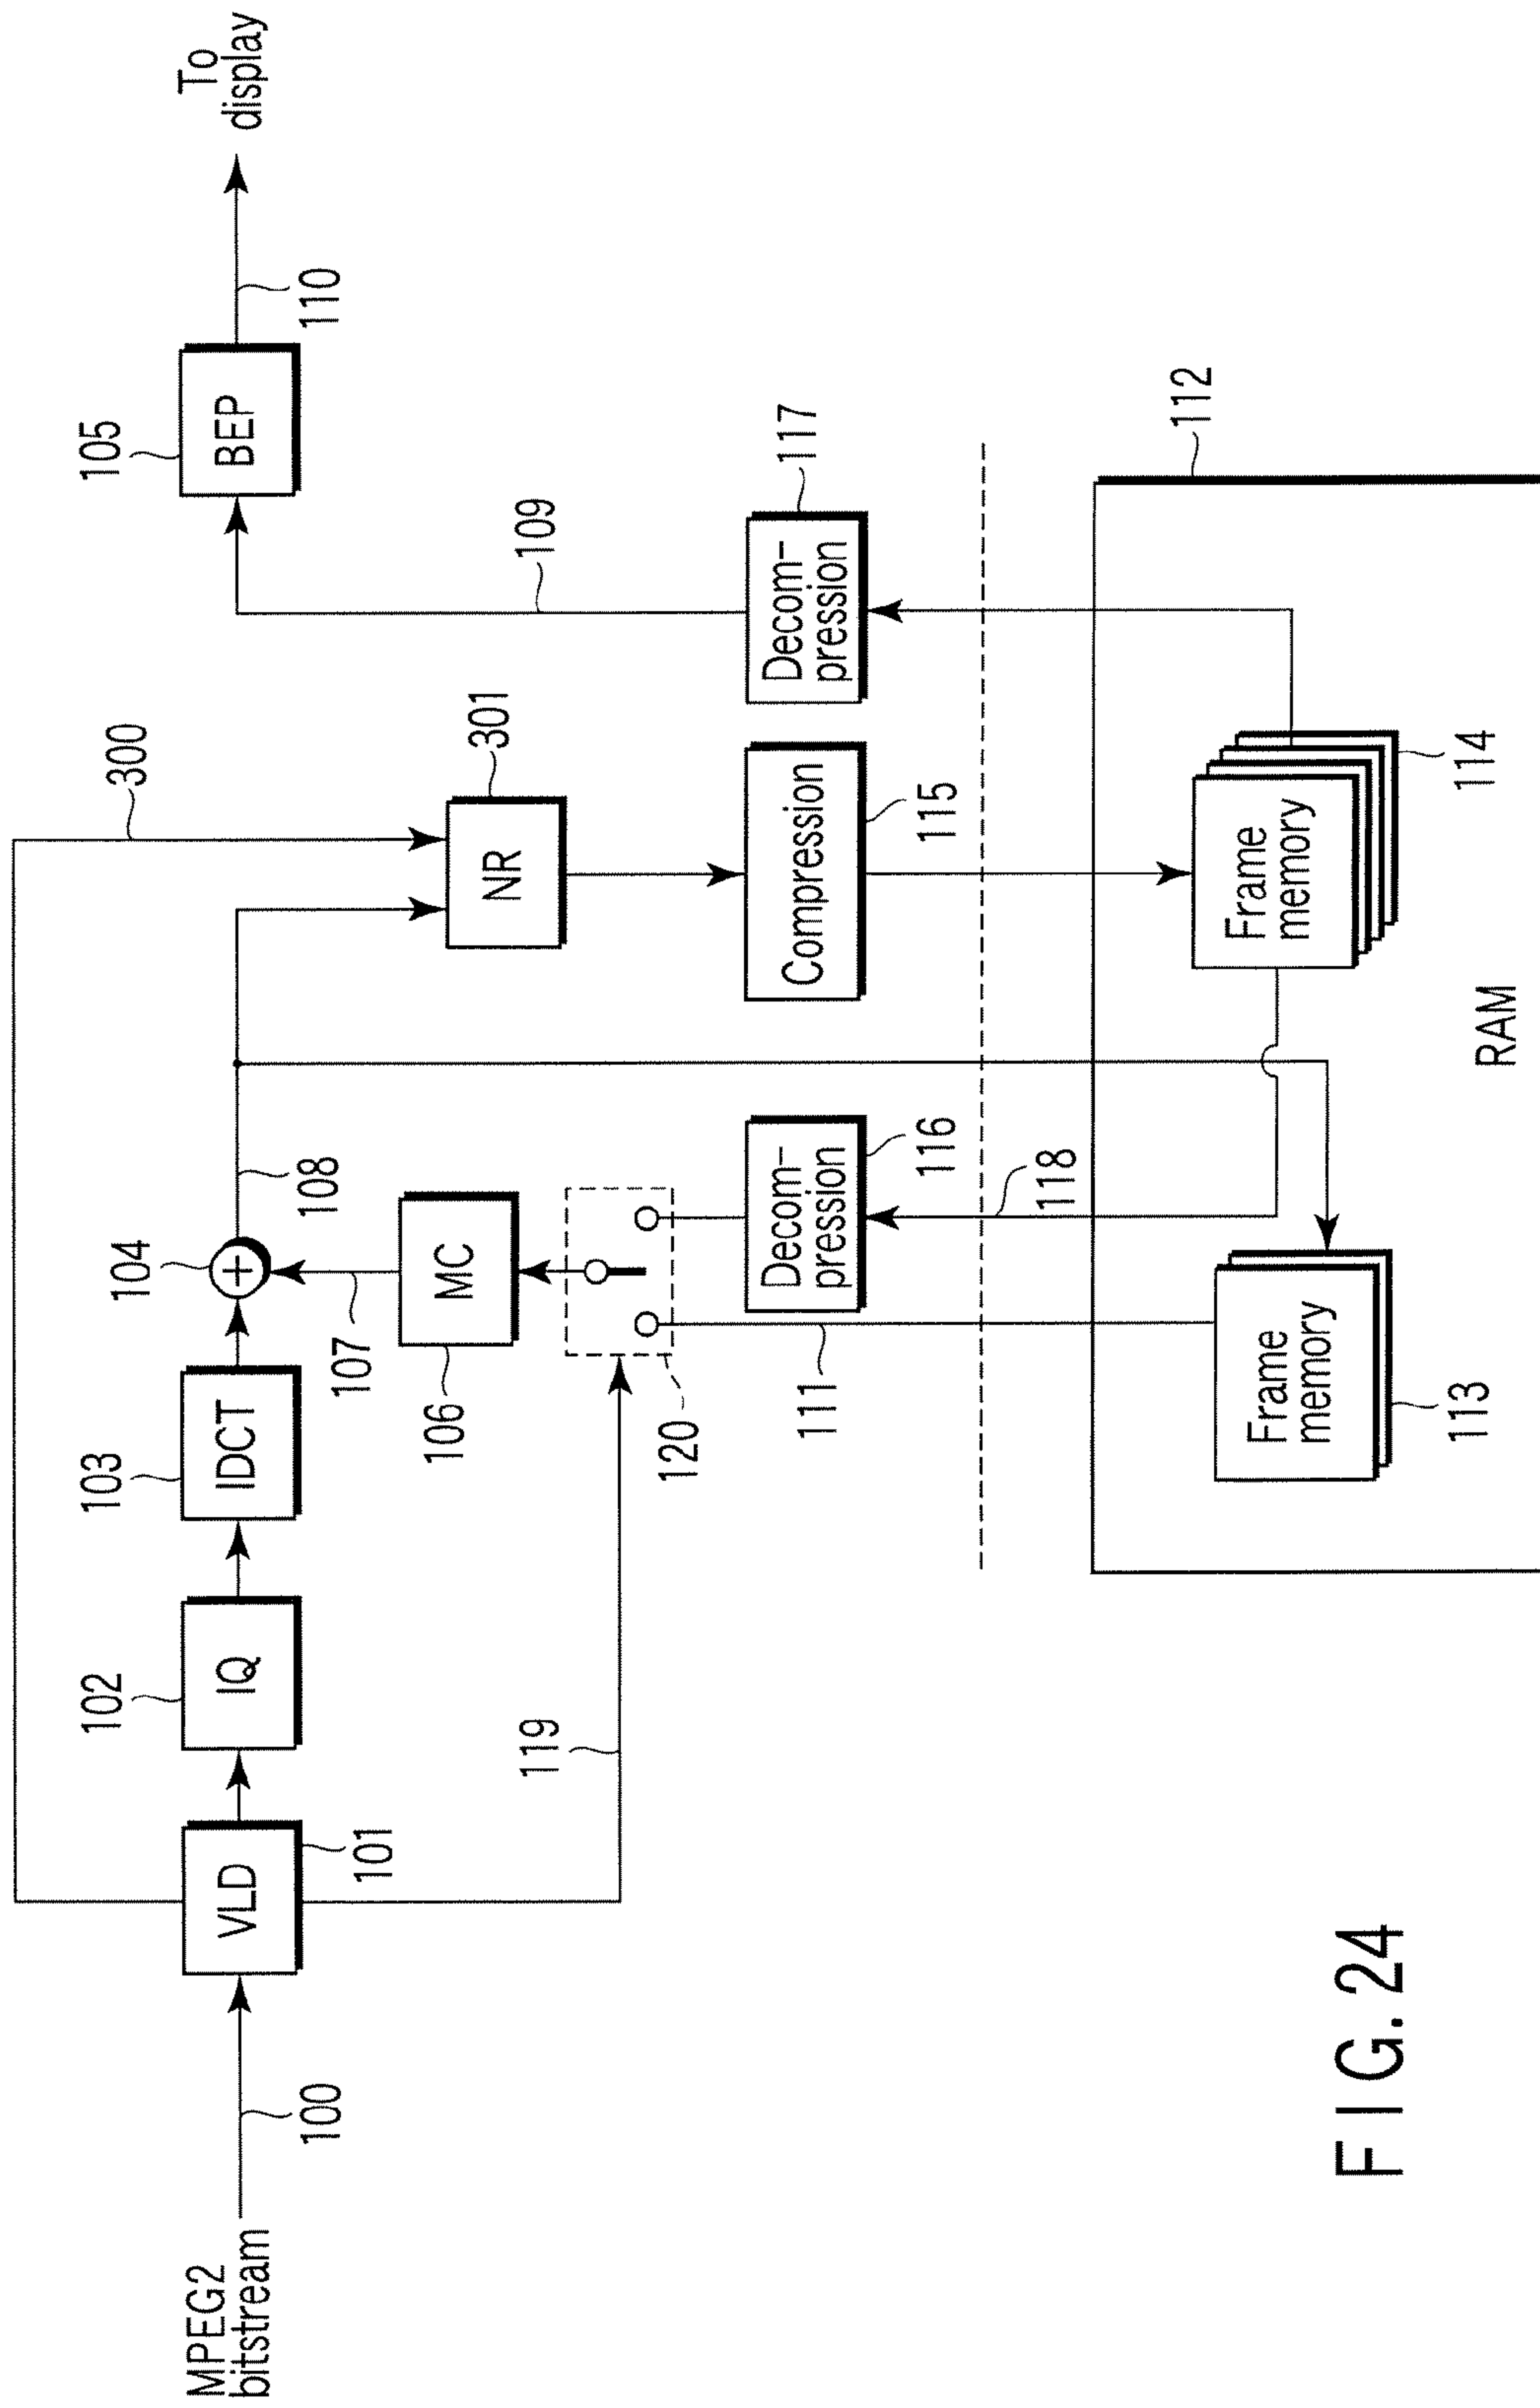 MPEG2
bitstream
100
VLD
101
102
IQ
103
IDCT
104
108
300
105
BEP
110
To
display
119
107
106
MC
120
301
NR
109
111
Decom-
pression
116
118
Compression
115
Decom-
pression
117
112
Frame
memory
113
Frame
memory
114
RAM
FIG. 24